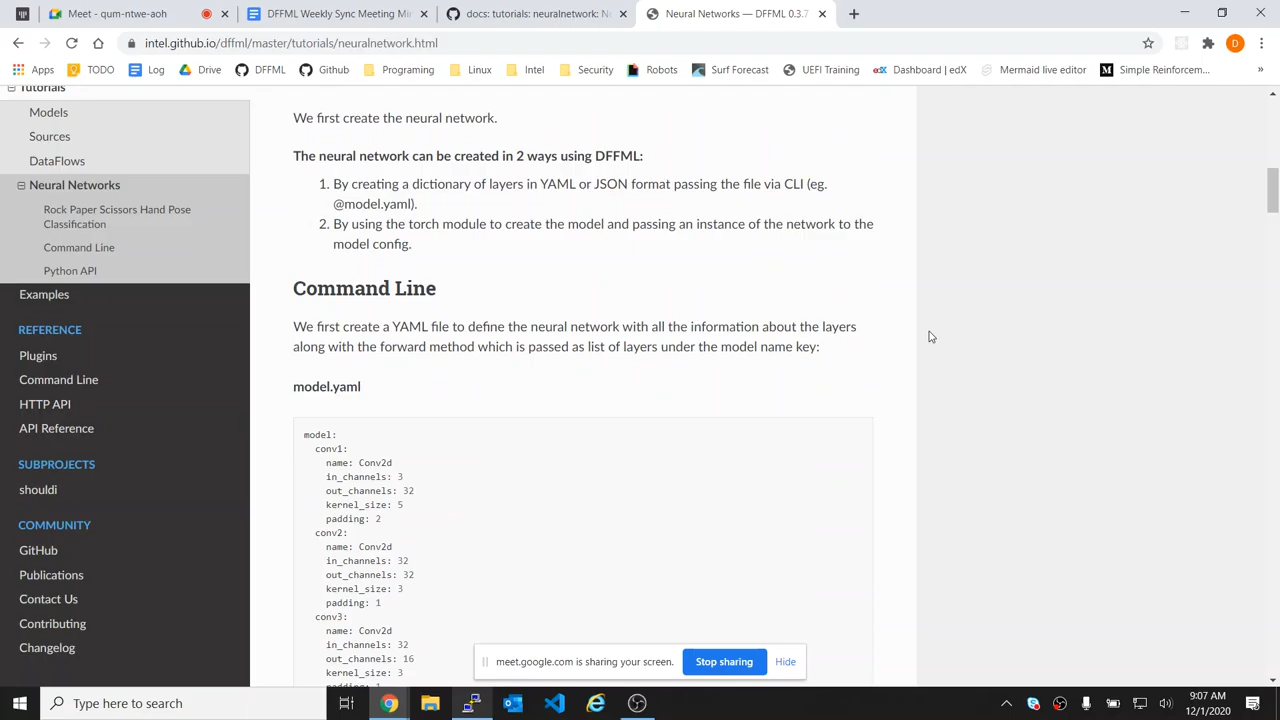 Meet - qum-ntwe-aoh
DFFML Weekly Sync Meeting Min
docs: tutorials: neuralnetwork: Ne
Neural Networks — DFFML 0.3.7
intel.github.io/dffml/master/tutorials/neuralnetwork.html
Apps
TODO
Log
Drive
DFFML
Github
Programing
Linux
Intel
Security
Robots
Surf Forecast
UEFI Training
Dashboard | edX
Mermaid live editor
Simple Reinforcem...
»
D
Tutorials
Models
Sources
DataFlows
Neural Networks
Rock Paper Scissors Hand Pose
Classification
Command Line
Python API
Examples
REFERENCE
Plugins
Command Line
HTTP API
API Reference
SUBPROJECTS
shouldi
COMMUNITY
GitHub
Publications
Contact Us
Contributing
Changelog
We first create the neural network.
The neural network can be created in 2 ways using DFFML:
1. By creating a dictionary of layers in YAML or JSON format passing the file via CLI (eg.
@model.yaml).
2. By using the torch module to create the model and passing an instance of the network to the
model config.
Command Line
We first create a YAML file to define the neural network with all the information about the layers
along with the forward method which is passed as list of layers under the model name key:
model.yaml
model:
conv1:
name: Conv2d
in_channels: 3
out_channels: 32
kernel_size: 5
padding: 2
conv2:
name: Conv2d
in_channels: 32
out_channels: 32
kernel_size: 3
padding: 1
conv3:
name: Conv2d
in_channels: 32
out_channels: 16
kernel_size: 3
padding: 1
meet.google.com is sharing your screen.
Stop sharing
Hide
Type here to search
9:07 AM
12/1/2020